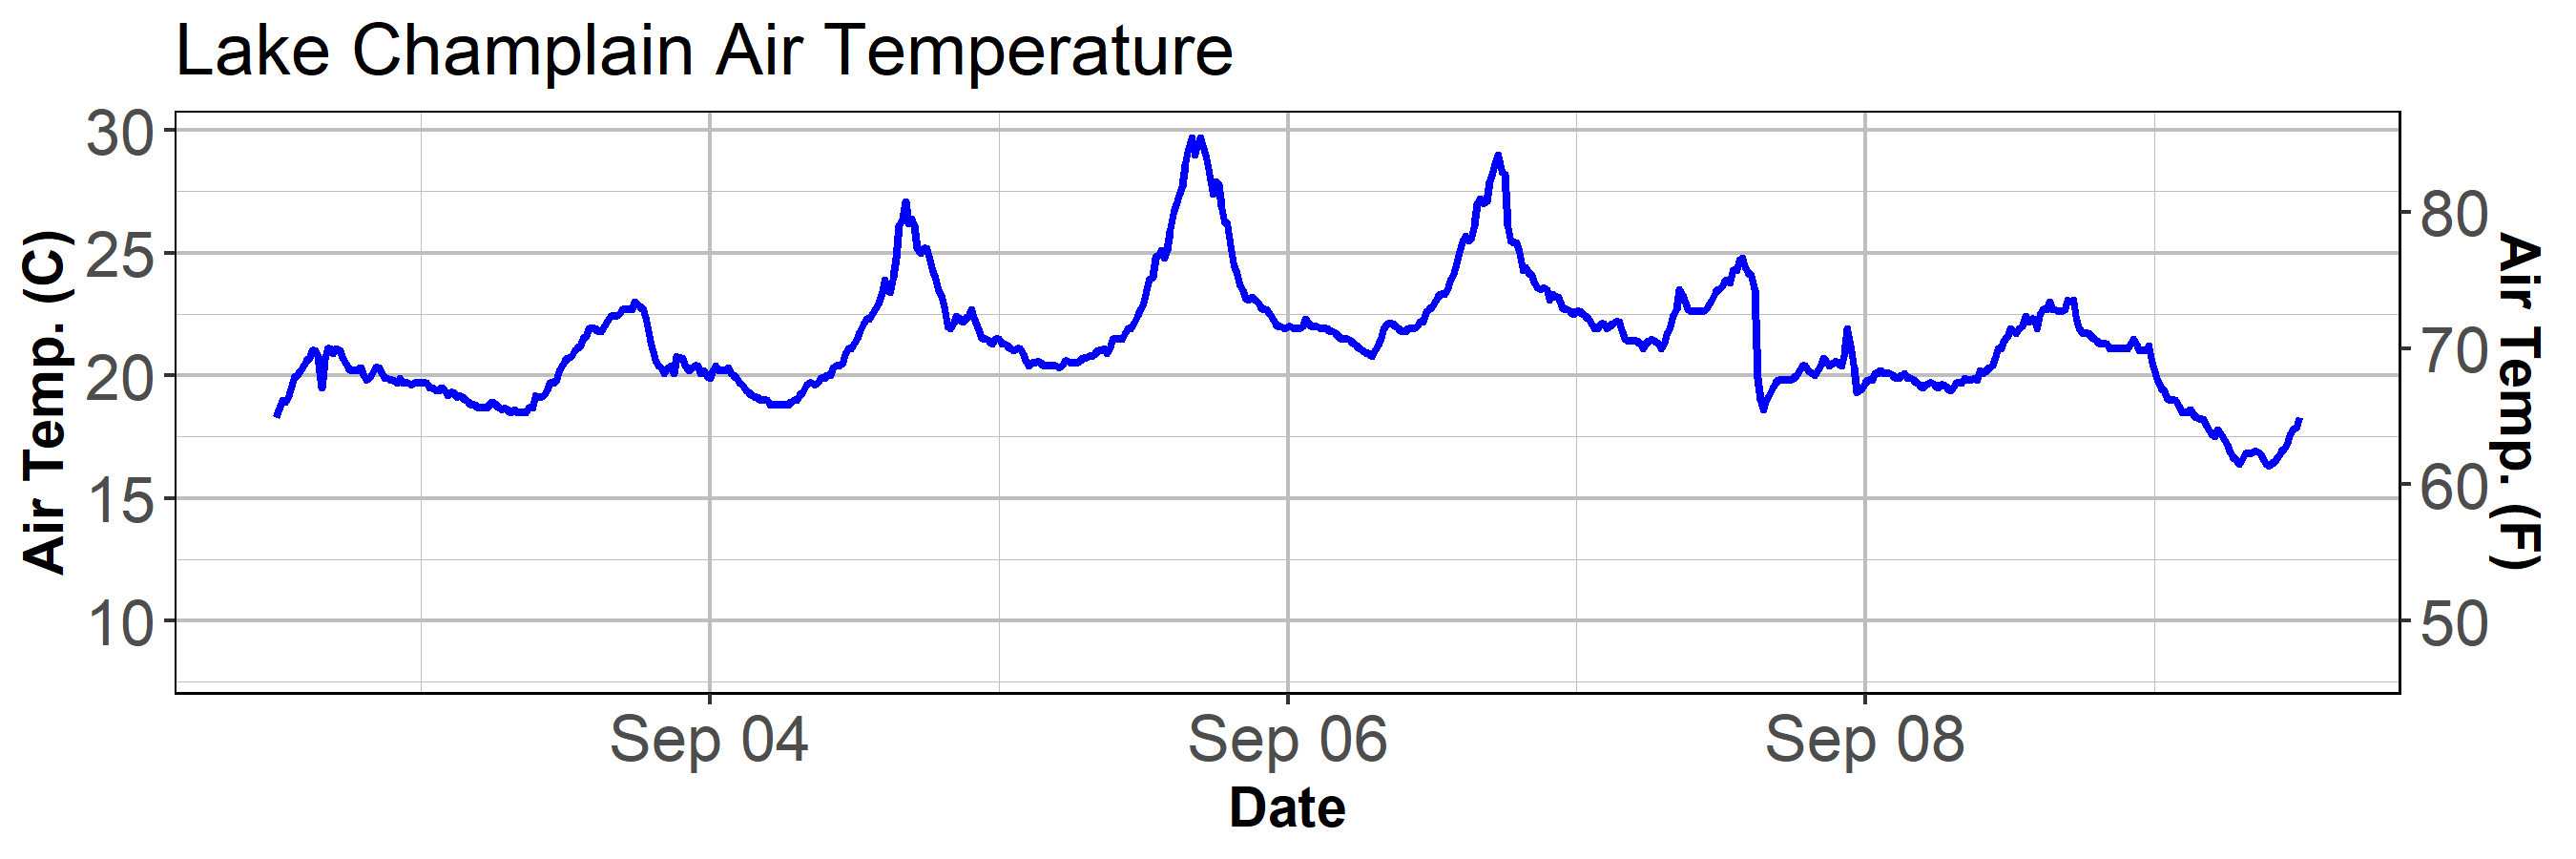 Lake Champlain Air Temperature
Air Temp. (C)
30
25
20
15
10
80
70
60
50
Air Temp. (F)
Sep 04
Sep 06
Sep 08
Date